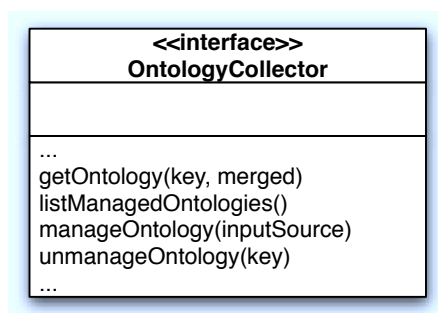 <<interface>>
OntologyCollector
...
getOntology(key, merged)
listManagedOntologies()
manageOntology(inputSource)
unmanageOntology(key)
...